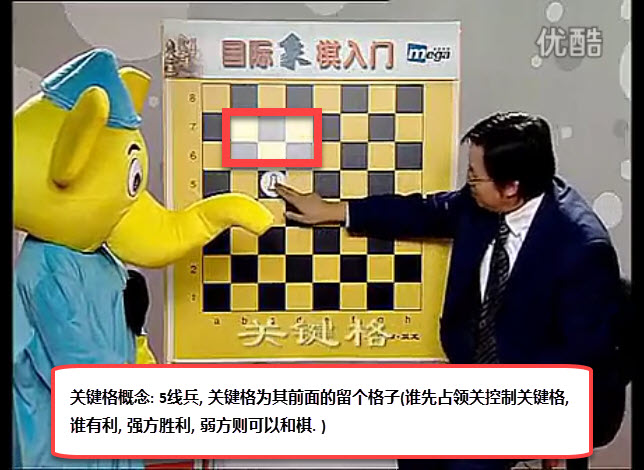 优酷
国际象棋入门 mega
8
7
6
5
2
1
a b g h
关键格
关键格概念: 5线兵, 关键格为其前面的留个格子(谁先占领关控制关键格,
谁有利, 强方胜利, 弱方则可以和棋. )